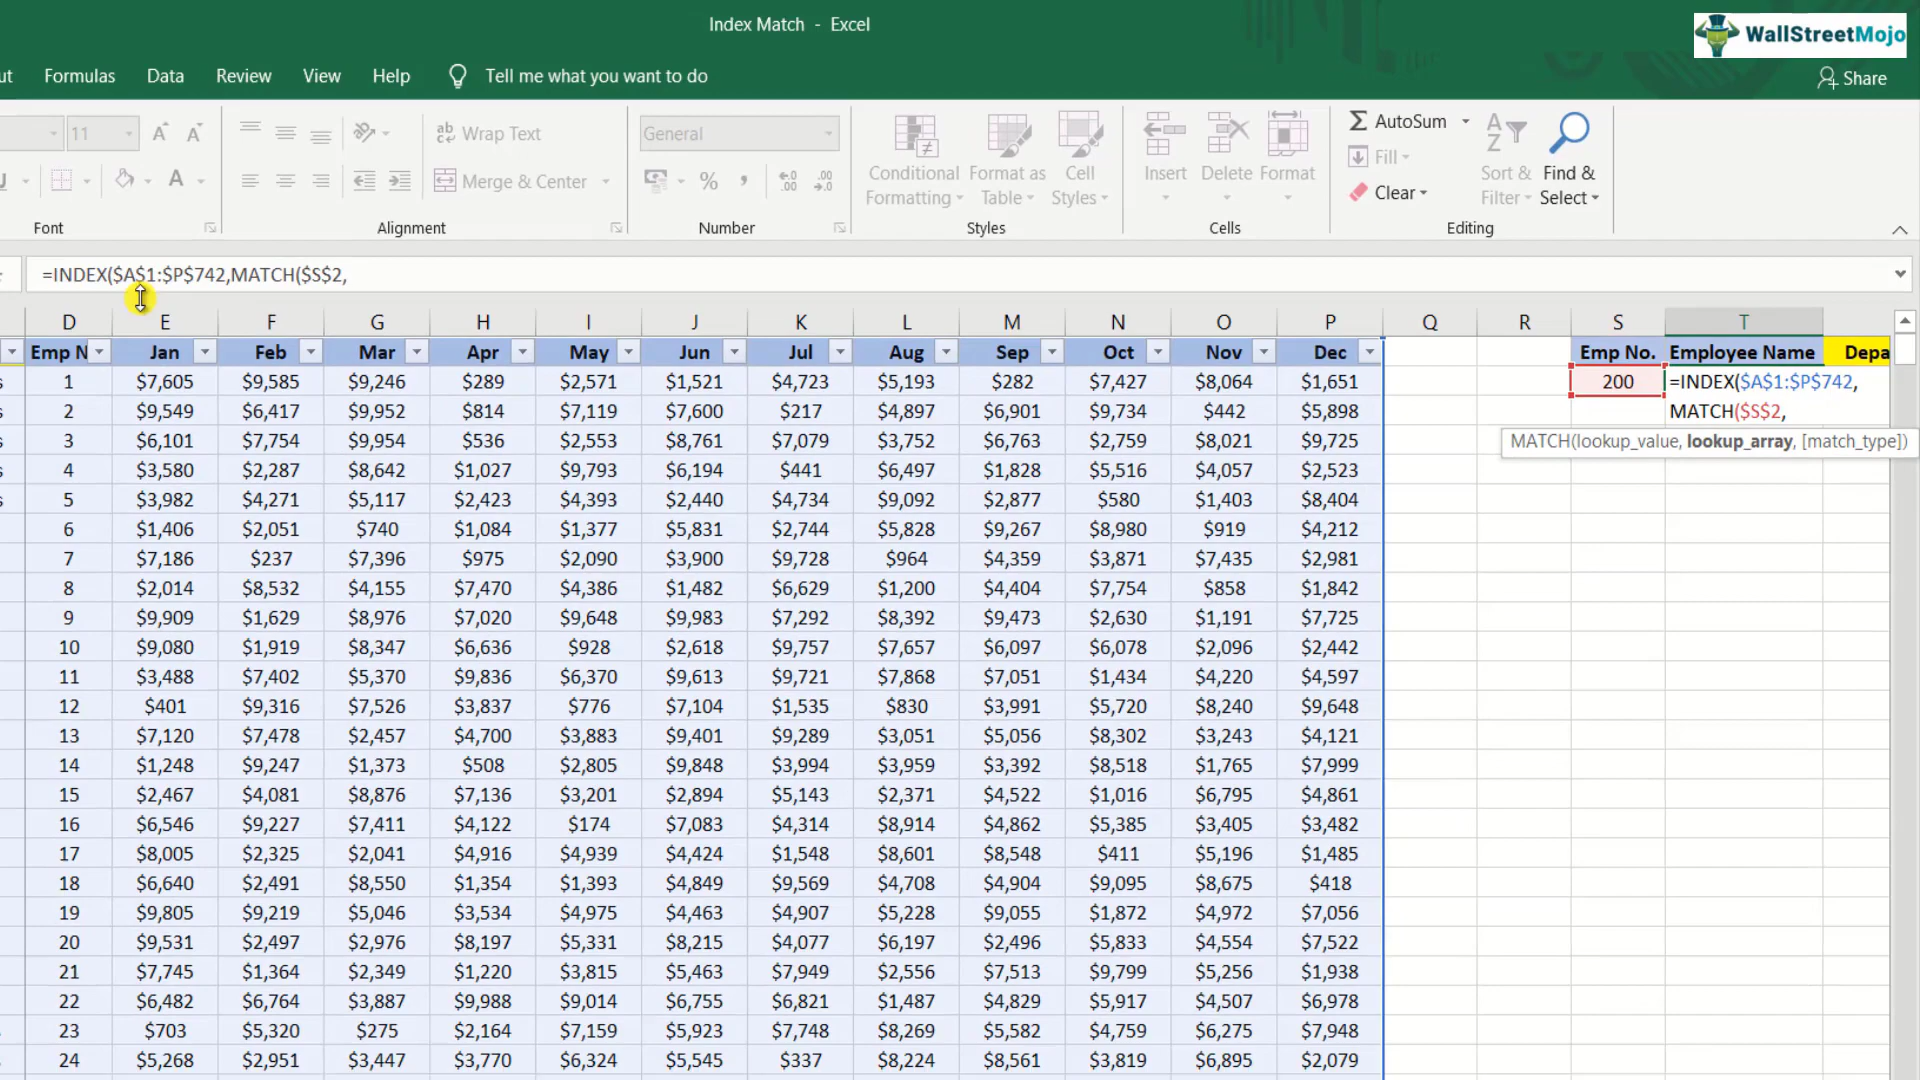 Index Match - Excel
WallStreetMojo
ut Formulas Data Review View Help Tell me what you want to do Share
11 A A ab Wrap Text General AutoSum
Fill
U A Merge & Center % , Conditional Formatting Format as Table Cell Styles Insert Delete Format Clear Sort & Filter Find & Select
Font Alignment Number Styles Cells Editing
=INDEX($A$1:$P$742,MATCH($S$2,
D E F G H I J K L M N O P Q R S T
Emp N Jan Feb Mar Apr May Jun Jul Aug Sep Oct Nov Dec Emp No. Employee Name Depa
s 1 $7,605 $9,585 $9,246 $289 $2,571 $1,521 $4,723 $5,193 $282 $7,427 $8,064 $1,651 200 =INDEX($A$1:$P$742,
s 2 $9,549 $6,417 $9,952 $814 $7,119 $7,600 $217 $4,897 $6,901 $9,734 $442 $5,898 MATCH($S$2,
s 3 $6,101 $7,754 $9,954 $536 $2,553 $8,761 $7,079 $3,752 $6,763 $2,759 $8,021 $9,725 MATCH(lookup_value, lookup_array, [match_type])
s 4 $3,580 $2,287 $8,642 $1,027 $9,793 $6,194 $441 $6,497 $1,828 $5,516 $4,057 $2,523
s 5 $3,982 $4,271 $5,117 $2,423 $4,393 $2,440 $4,734 $9,092 $2,877 $580 $1,403 $8,404
6 $1,406 $2,051 $740 $1,084 $1,377 $5,831 $2,744 $5,828 $9,267 $8,980 $919 $4,212
7 $7,186 $237 $7,396 $975 $2,090 $3,900 $9,728 $964 $4,359 $3,871 $7,435 $2,981
8 $2,014 $8,532 $4,155 $7,470 $4,386 $1,482 $6,629 $1,200 $4,404 $7,754 $858 $1,842
9 $9,909 $1,629 $8,976 $7,020 $9,648 $9,983 $7,292 $8,392 $9,473 $2,630 $1,191 $7,725
10 $9,080 $1,919 $8,347 $6,636 $928 $2,618 $9,757 $7,657 $6,097 $6,078 $2,096 $2,442
11 $3,488 $7,402 $5,370 $9,836 $6,370 $9,613 $9,721 $7,868 $7,051 $1,434 $4,220 $4,597
12 $401 $9,316 $7,526 $3,837 $776 $7,104 $1,535 $830 $3,991 $5,720 $8,240 $9,648
13 $7,120 $7,478 $2,457 $4,700 $3,883 $9,401 $9,289 $3,051 $5,056 $8,302 $3,243 $4,121
14 $1,248 $9,247 $1,373 $508 $2,805 $9,848 $3,994 $3,959 $3,392 $8,518 $1,765 $7,999
15 $2,467 $4,081 $8,876 $7,136 $3,201 $2,894 $5,143 $2,371 $4,522 $1,016 $6,795 $4,861
16 $6,546 $9,227 $7,411 $4,122 $174 $7,083 $4,314 $8,914 $4,862 $5,385 $3,405 $3,482
17 $8,005 $2,325 $2,041 $4,916 $4,939 $4,424 $1,548 $8,601 $8,548 $411 $5,196 $1,485
18 $6,640 $2,491 $8,550 $1,354 $1,393 $4,849 $9,569 $4,708 $4,904 $9,095 $8,675 $418
19 $9,805 $9,219 $5,046 $3,534 $4,975 $4,463 $4,907 $5,228 $9,055 $1,872 $4,972 $7,056
20 $9,531 $2,497 $2,976 $8,197 $5,331 $8,215 $4,077 $6,197 $2,496 $5,833 $4,554 $7,522
21 $7,745 $1,364 $2,349 $1,220 $3,815 $5,463 $7,949 $2,556 $7,513 $9,799 $5,256 $1,938
22 $6,482 $6,764 $3,887 $9,988 $9,014 $6,755 $6,821 $1,487 $4,829 $5,917 $4,507 $6,978
23 $703 $5,320 $275 $2,164 $7,159 $5,923 $7,748 $8,269 $5,582 $4,759 $6,275 $7,948
24 $5,268 $2,951 $3,447 $3,770 $6,324 $5,545 $337 $8,224 $8,561 $3,819 $6,895 $2,079